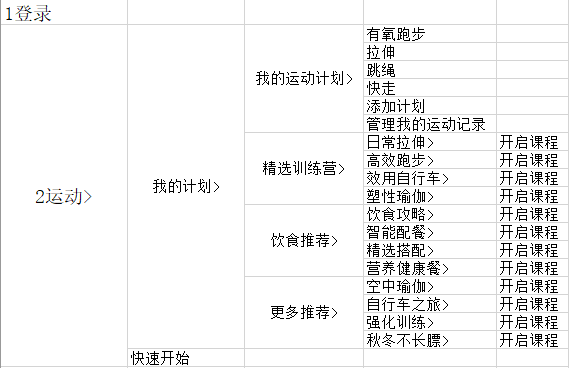 1登录
2运动>
我的计划>
我的运动计划>
有氧跑步
拉伸
跳绳
快走
添加计划
管理我的运动记录
精选训练营>
日常拉伸> 开启课程
高效跑步> 开启课程
效用自行车> 开启课程
塑性瑜伽> 开启课程
饮食推荐>
饮食攻略> 开启课程
智能配餐> 开启课程
精选搭配> 开启课程
营养健康餐> 开启课程
更多推荐>
空中瑜伽> 开启课程
自行车之旅> 开启课程
强化训练> 开启课程
秋冬不长膘> 开启课程
快速开始